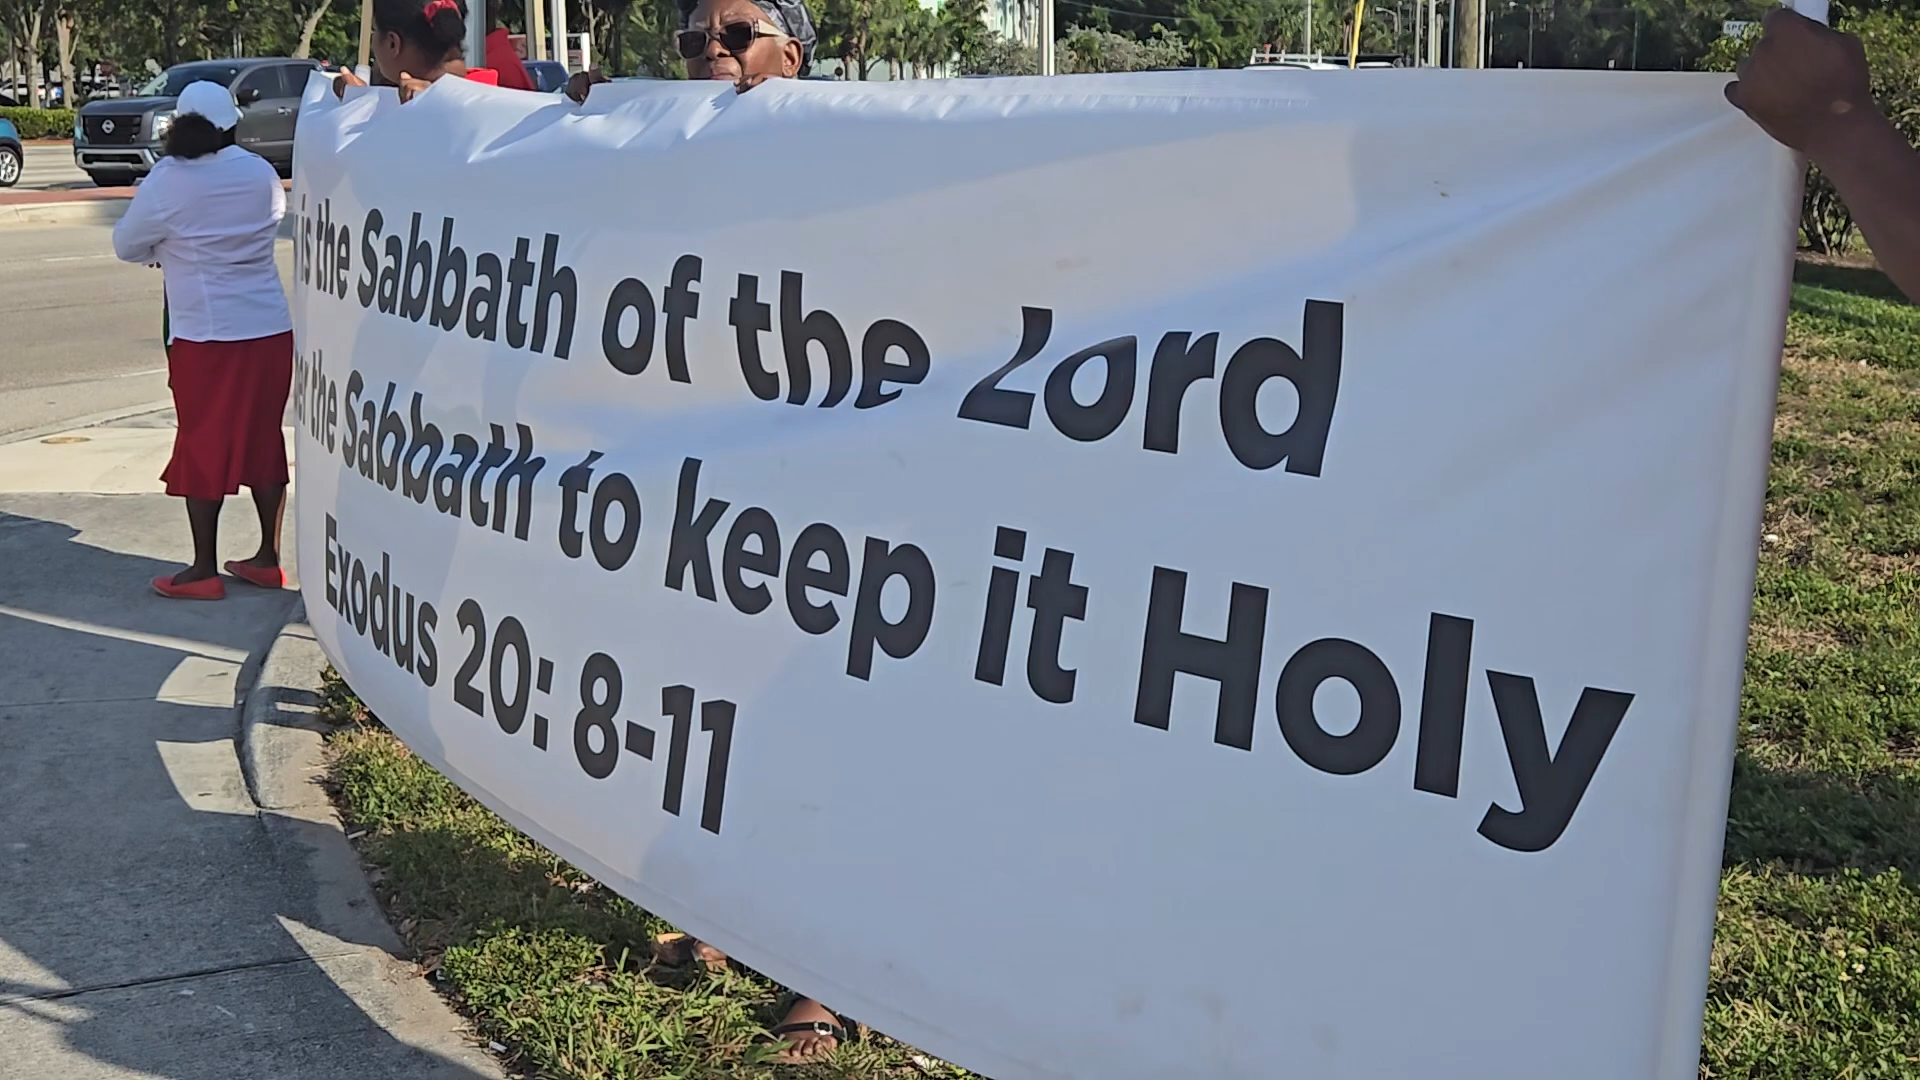 is the Sabbath of the Lord
the Sabbath to keep it Holy
Exodus 20: 8-11